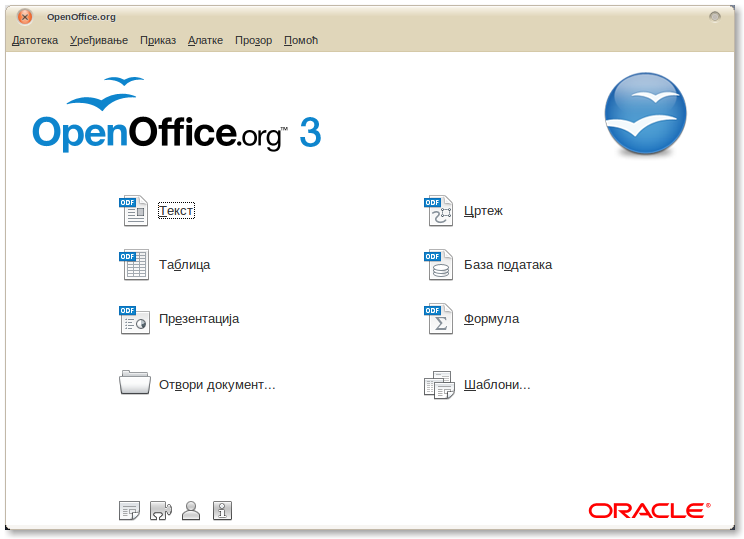 OpenOffice.org
Датотека Уређивање Приказ Алатке Прозор Помоћ
OpenOffice.org™ 3
ODF Текст
ODF Цртеж
ODF Таблица
ODF База података
ODF Презентација
ODF Формула
Отвори документ...
Шаблони...
ORACLE®